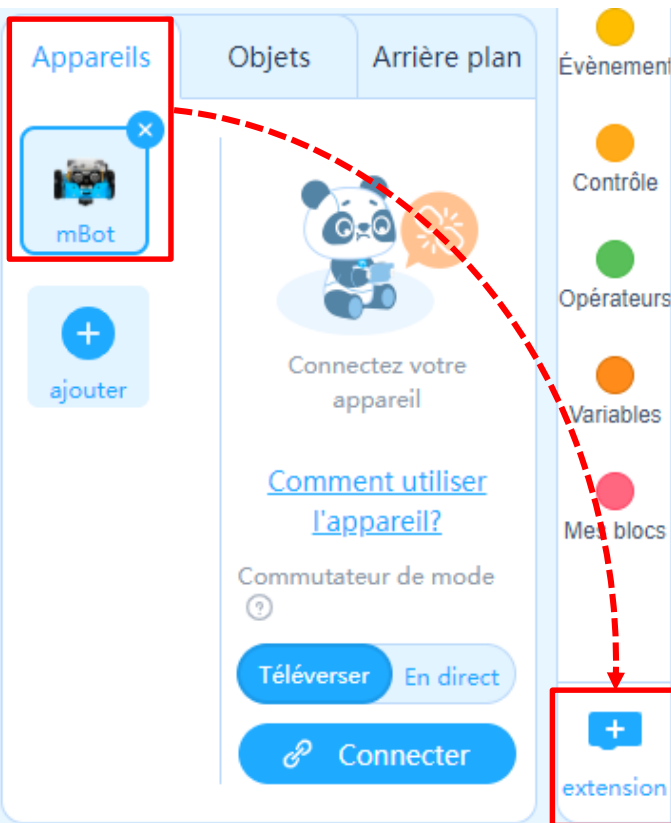 Appareils
Objets
Arrière plan
mBot
ajouter
Connectez votre
appareil
Comment utiliser
l'appareil?
Commutateur de mode
?
Téléverser
En direct
Connecter
Évènement
Contrôle
Opérateurs
Variables
Mes blocs
extension